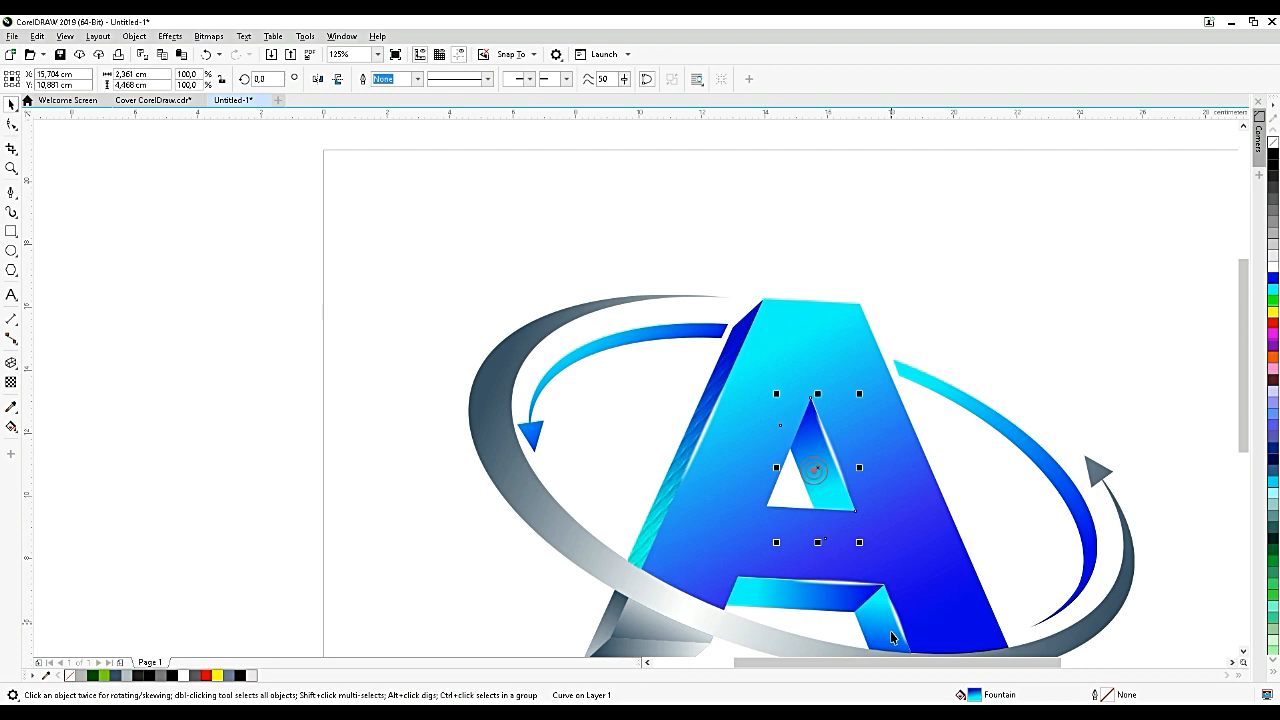 CorelDRAW 2019 (64-Bit) - Untitled-1*
File Edit View Layout Object Effects Bitmaps Text Table Tools Window Help
PDF 125% Snap To Launch
X: 15,704 cm 2,361 cm 100,0 % 0,0 ° None 50
Y: 10,881 cm 4,468 cm 100,0 %
Welcome Screen Cover CorelDraw.cdr* Untitled-1*
centimeters
Corners
A
1 of 1 Page 1
Click an object twice for rotating/skewing; dbl-clicking tool selects all objects; Shift+click multi-selects; Alt+click digs; Ctrl+click selects in a group Curve on Layer 1 Fountain None